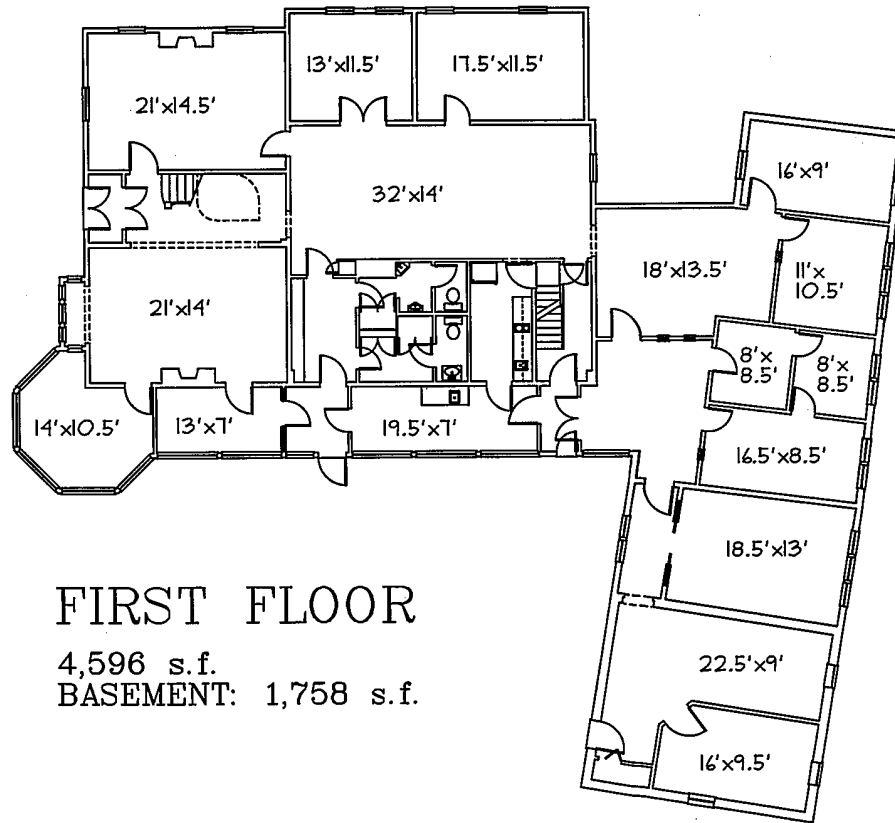 13'x11.5'
17.5'x11.5'
21'x14.5'
16'x9'
32'x14'
18'x13.5'
11'x
10.5'
21'x14'
8'x
8.5'
8'x
8.5'
14'x10.5'
13'x7'
19.5'x7'
16.5'x8.5'
18.5'x13'
FIRST FLOOR
4,596 s.f.
BASEMENT: 1,758 s.f.
22.5'x9'
16'x9.5'